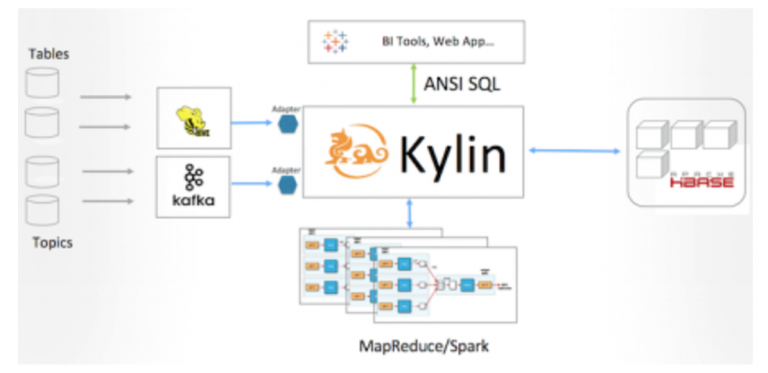 BI Tools, Web App...
Tables
ANSI SQL
HIVE
Adapter
Kylin
kafka
Adapter
APACHE
HBASE
Topics
MapReduce/Spark